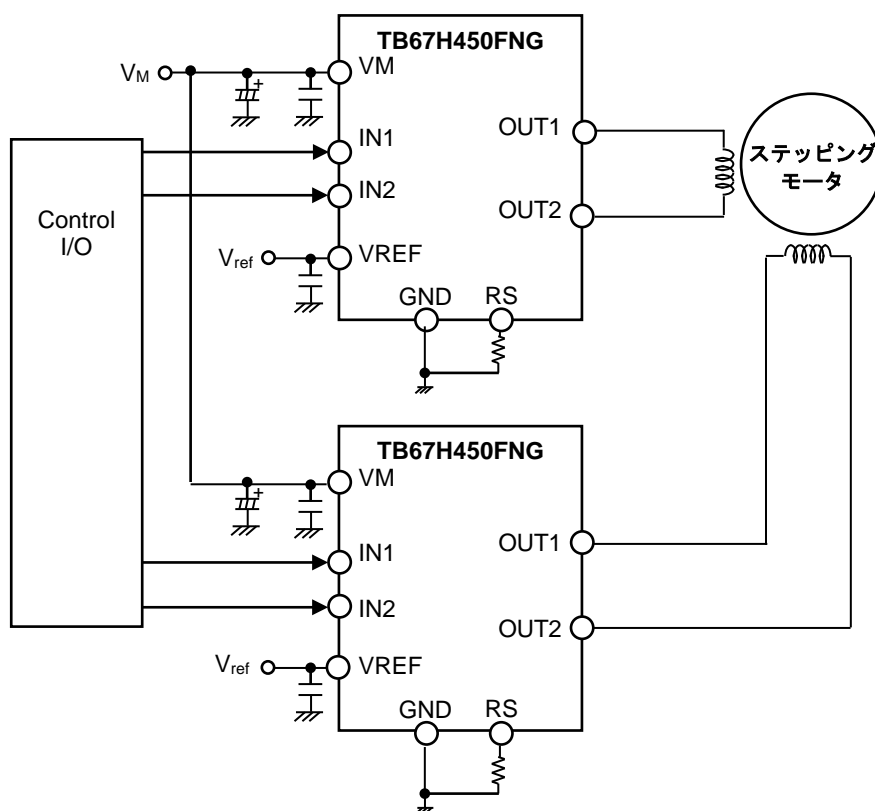 TB67H450FNG
VM
VM
IN1
IN2
Control
I/O
Vref
VREF
GND
RS
OUT1
OUT2
ステッピング
モータ
TB67H450FNG
VM
IN1
IN2
Vref
VREF
GND
RS
OUT1
OUT2